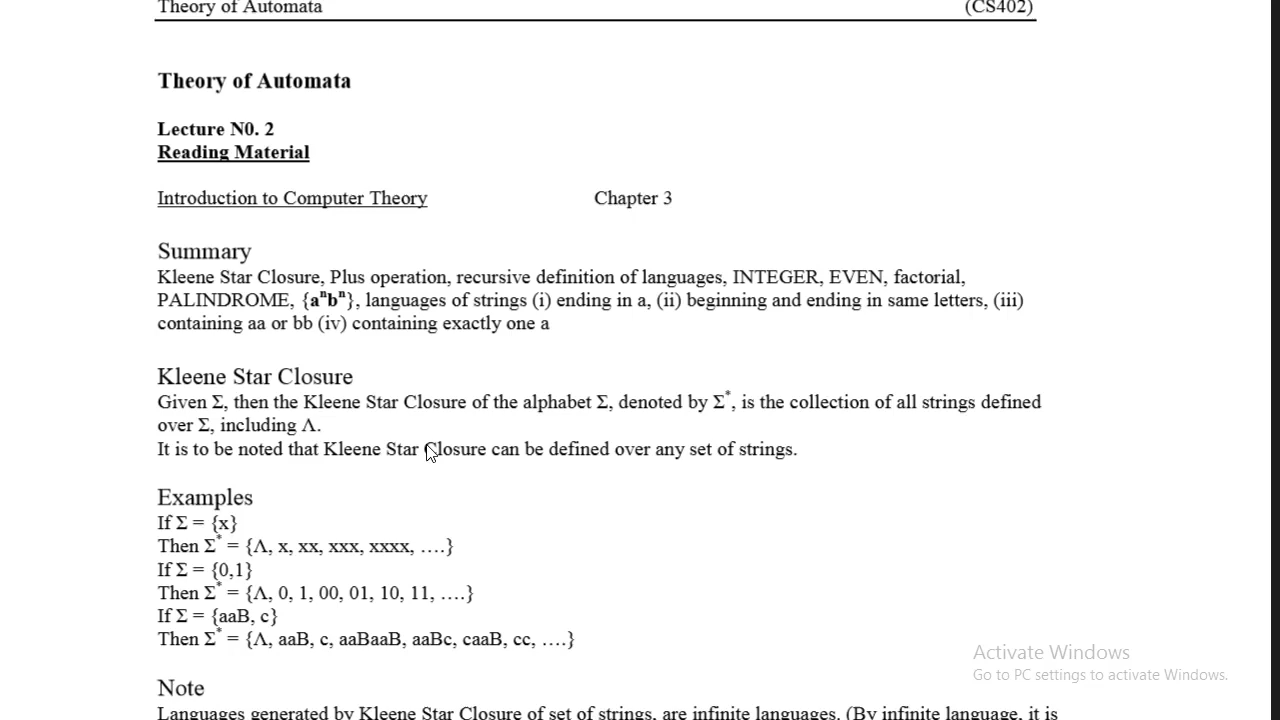 Theory of Automata (CS402)
Theory of Automata
Lecture N0. 2
Reading Material
Introduction to Computer Theory Chapter 3
Summary
Kleene Star Closure, Plus operation, recursive definition of languages, INTEGER, EVEN, factorial,
PALINDROME, {aⁿbⁿ}, languages of strings (i) ending in a, (ii) beginning and ending in same letters, (iii)
containing aa or bb (iv) containing exactly one a
Kleene Star Closure
Given Σ, then the Kleene Star Closure of the alphabet Σ, denoted by Σ*, is the collection of all strings defined
over Σ, including Λ.
It is to be noted that Kleene Star Closure can be defined over any set of strings.
Examples
If Σ = {x}
Then Σ* = {Λ, x, xx, xxx, xxxx, ….}
If Σ = {0,1}
Then Σ* = {Λ, 0, 1, 00, 01, 10, 11, ….}
If Σ = {aaB, c}
Then Σ* = {Λ, aaB, c, aaBaaB, aaBc, caaB, cc, ….}
Note
Languages generated by Kleene Star Closure of set of strings, are infinite languages. (By infinite language, it is
Activate Windows
Go to PC settings to activate Windows.